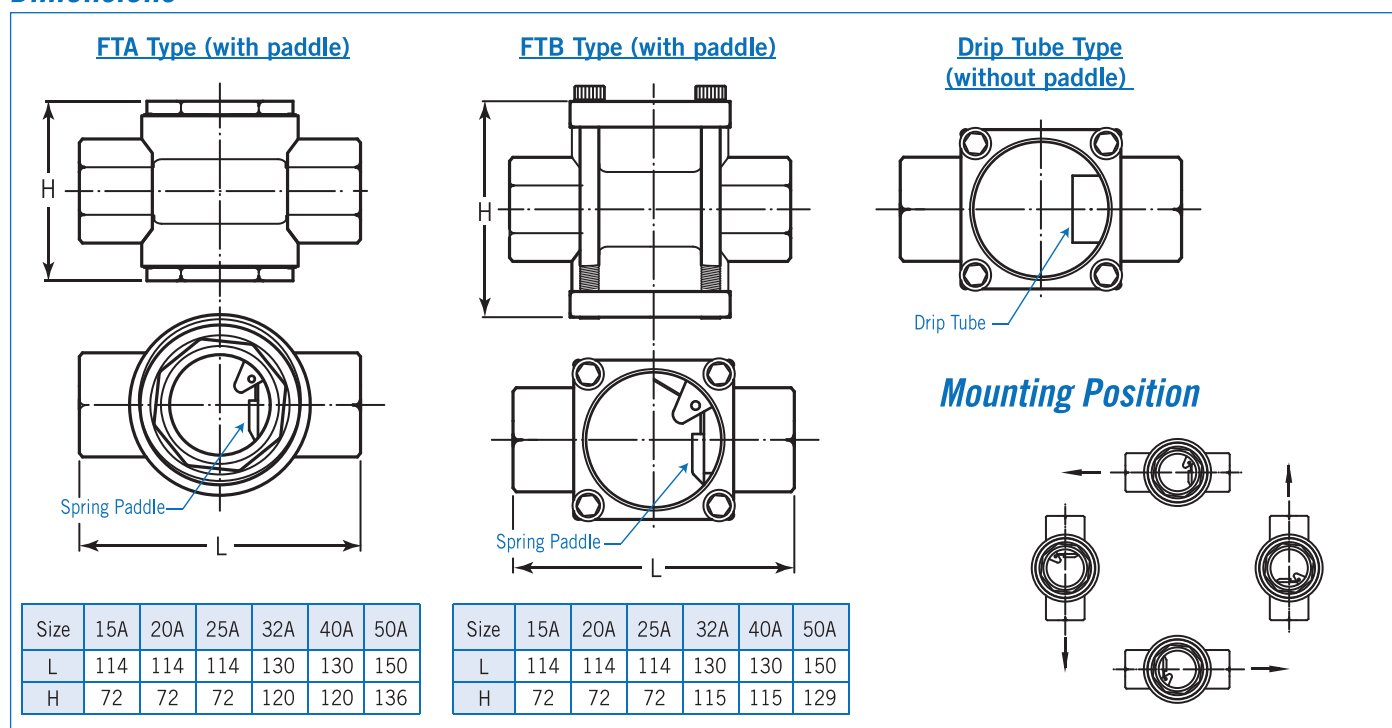 FTA Type (with paddle)
H
Spring Paddle
L
Size 15A 20A 25A 32A 40A 50A
L 114 114 114 130 130 150
H 72 72 72 120 120 136
FTB Type (with paddle)
H
Spring Paddle
L
Size 15A 20A 25A 32A 40A 50A
L 114 114 114 130 130 150
H 72 72 72 115 115 129
Drip Tube Type
(without paddle)
Drip Tube
Mounting Position